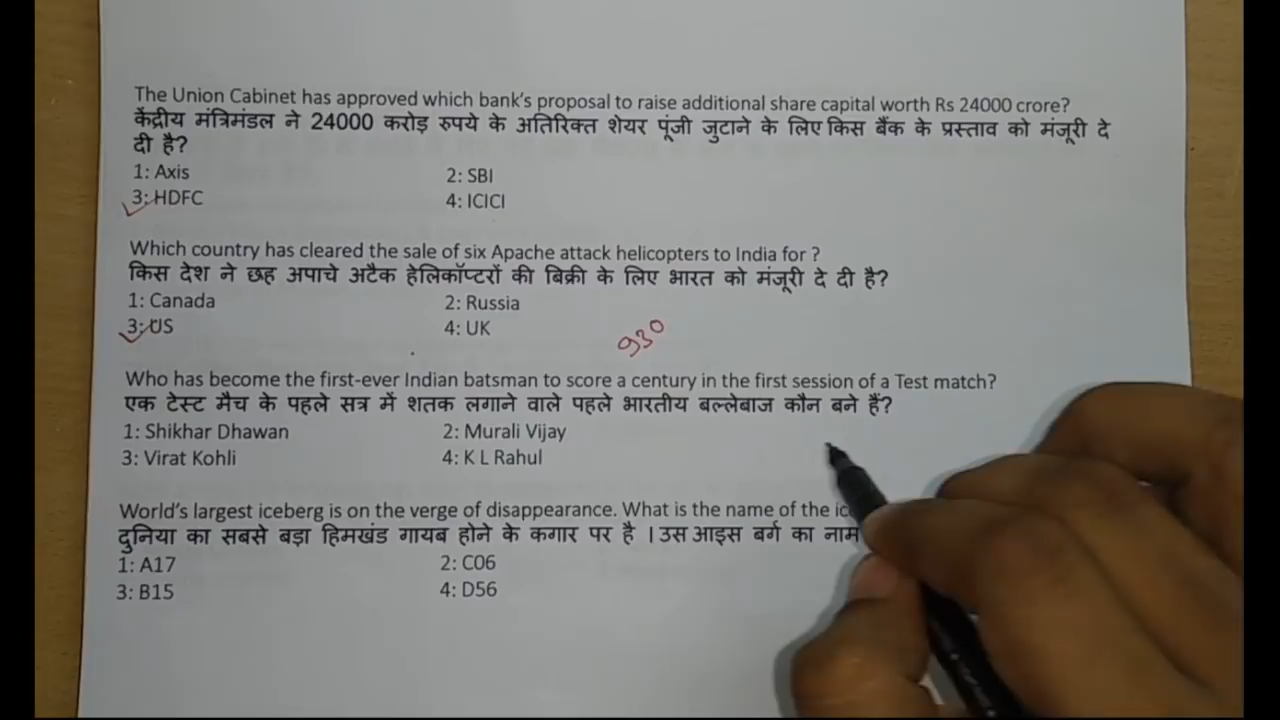 The Union Cabinet has approved which bank's proposal to raise additional share capital worth Rs 24000 crore?
केंद्रीय मंत्रिमंडल ने 24000 करोड़ रुपये के अतिरिक्त शेयर पूंजी जुटाने के लिए किस बैंक के प्रस्ताव को मंजूरी दे
दी है?
1: Axis 2: SBI
3: HDFC 4: ICICI
Which country has cleared the sale of six Apache attack helicopters to India for ?
किस देश ने छह अपाचे अटैक हेलिकॉप्टरों की बिक्री के लिए भारत को मंजूरी दे दी है?
1: Canada 2: Russia
3: US 4: UK
930
Who has become the first-ever Indian batsman to score a century in the first session of a Test match?
एक टेस्ट मैच के पहले सत्र में शतक लगाने वाले पहले भारतीय बल्लेबाज कौन बने हैं?
1: Shikhar Dhawan 2: Murali Vijay
3: Virat Kohli 4: K L Rahul
World's largest iceberg is on the verge of disappearance. What is the name of the
दुनिया का सबसे बड़ा हिमखंड गायब होने के कगार पर है । उस आइस बर्ग का नाम
1: A17 2: C06
3: B15 4: D56